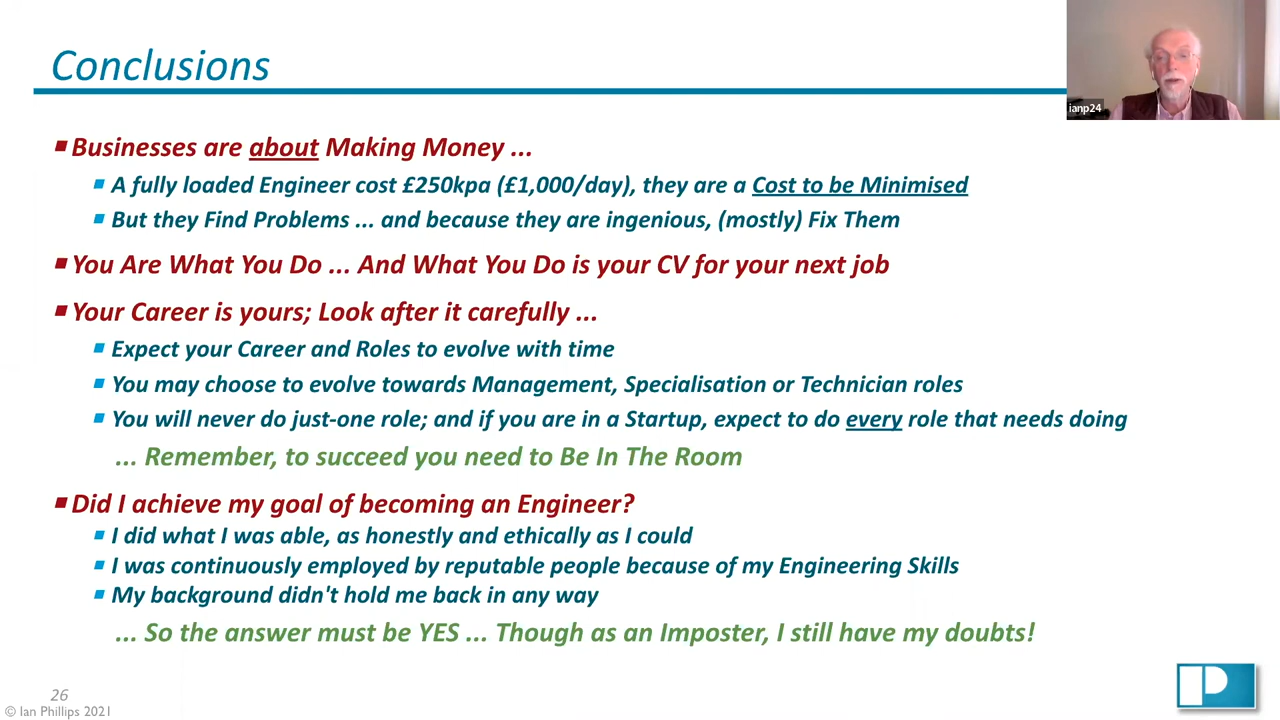 Conclusions
ianp24
Businesses are about Making Money ...
A fully loaded Engineer cost £250kpa (£1,000/day), they are a Cost to be Minimised
But they Find Problems ... and because they are ingenious, (mostly) Fix Them
You Are What You Do ... And What You Do is your CV for your next job
Your Career is yours; Look after it carefully ...
Expect your Career and Roles to evolve with time
You may choose to evolve towards Management, Specialisation or Technician roles
You will never do just-one role; and if you are in a Startup, expect to do every role that needs doing
... Remember, to succeed you need to Be In The Room
Did I achieve my goal of becoming an Engineer?
I did what I was able, as honestly and ethically as I could
I was continuously employed by reputable people because of my Engineering Skills
My background didn't hold me back in any way
... So the answer must be YES ... Though as an Imposter, I still have my doubts!
26
© Ian Phillips 2021
P